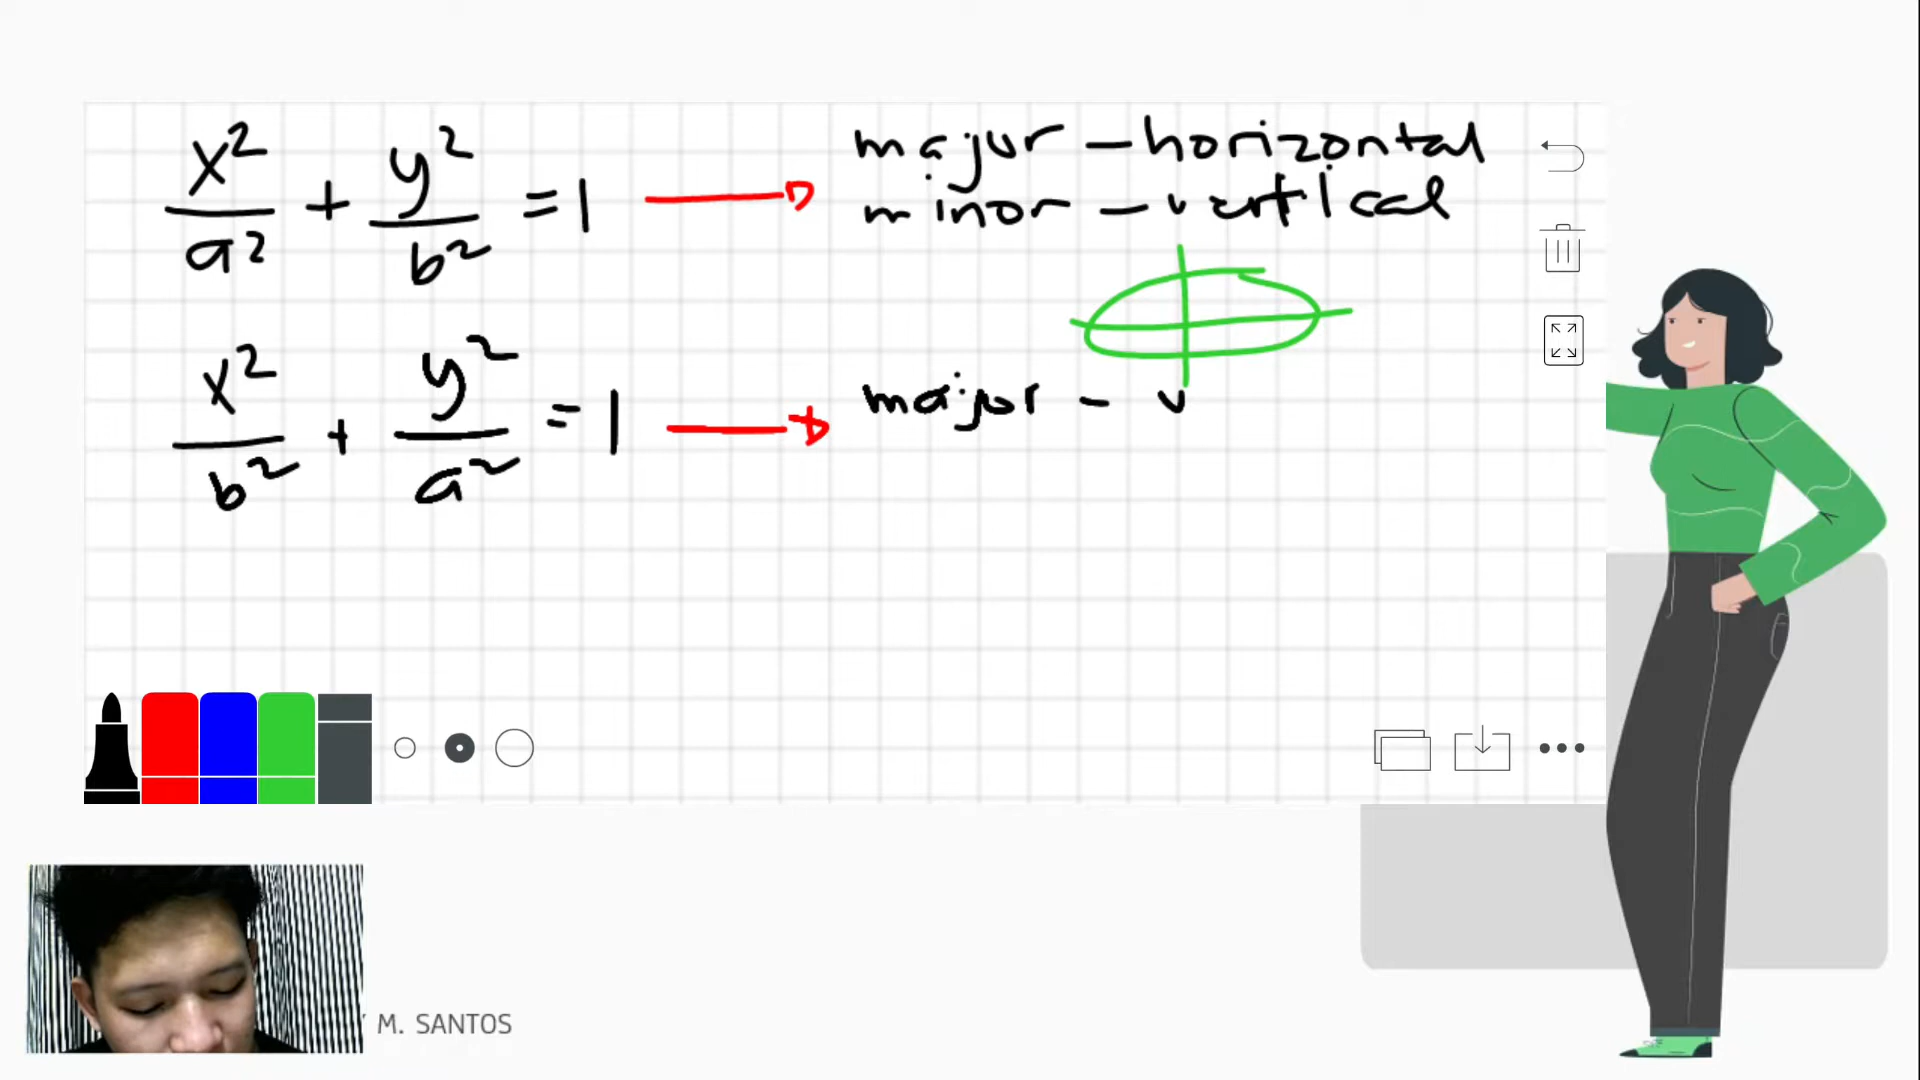 x²/a² + y²/b² = 1
major - horizontal
minor - vertical
x²/b² + y²/a² = 1
major - v
M. SANTOS